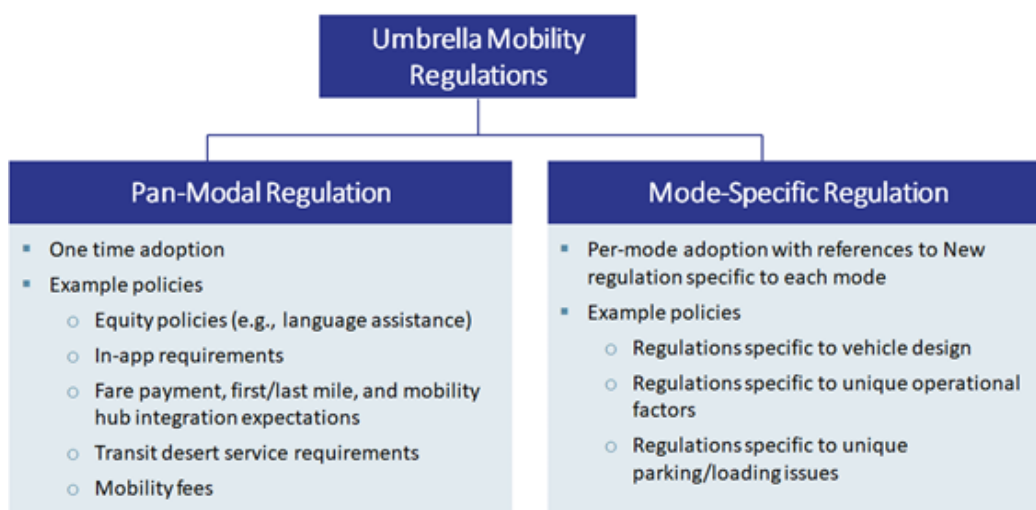 Umbrella Mobility
Regulations
Pan-Modal Regulation
One time adoption
Example policies
Equity policies (e.g., language assistance)
In-app requirements
Fare payment, first/last mile, and mobility
hub integration expectations
Transit desert service requirements
Mobility fees
Mode-Specific Regulation
Per-mode adoption with references to New
regulation specific to each mode
Example policies
Regulations specific to vehicle design
Regulations specific to unique operational
factors
Regulations specific to unique
parking/loading issues